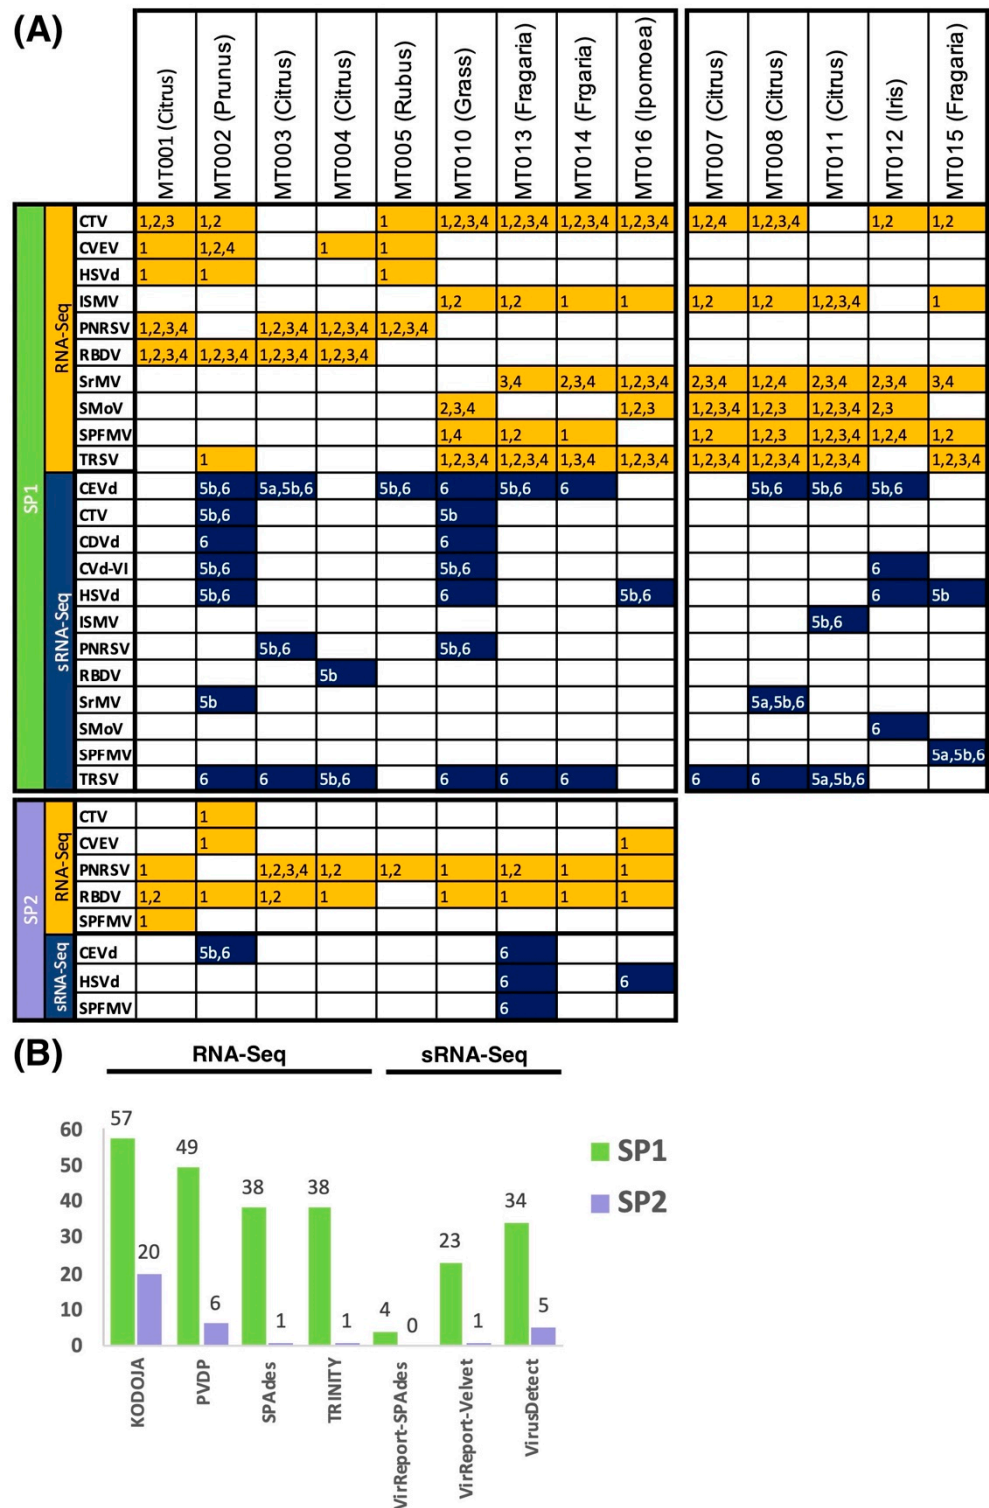 (A)
MT001 (Citrus) MT002 (Prunus) MT003 (Citrus) MT004 (Citrus) MT005 (Rubus) MT010 (Grass) MT013 (Fragaria) MT014 (Frgaria) MT016 (Ipomoea) MT007 (Citrus) MT008 (Citrus) MT011 (Citrus) MT012 (Iris) MT015 (Fragaria)
SP1
RNA-Seq
CTV 1,2,3 1,2 1 1,2,3,4 1,2,3,4 1,2,3,4 1,2,3,4 1,2,4 1,2,3,4 1,2 1,2
CVEV 1 1,2,4 1 1
HSVd 1 1 1
ISMV 1,2 1,2 1 1 1,2 1,2 1,2,3,4 1
PNRSV 1,2,3,4 1,2,3,4 1,2,3,4 1,2,3,4
RBDV 1,2,3,4 1,2,3,4 1,2,3,4 1,2,3,4
SrMV 3,4 2,3,4 1,2,3,4 2,3,4 1,2,4 2,3,4 2,3,4 3,4
SMoV 2,3,4 1,2,3 1,2,3,4 1,2,3 1,2,3,4 2,3
SPFMV 1,4 1,2 1 1,2 1,2,3 1,2,3,4 1,2,4 1,2
TRSV 1 1,2,3,4 1,2,3,4 1,3,4 1,2,3,4 1,2,3,4 1,2,3,4 1,2,3,4 1,2,3,4
sRNA-Seq
CEVd 5b,6 5a,5b,6 5b,6 6 5b,6 6 5b,6 5b,6 5b,6
CTV 5b,6 5b
CDVd 6 6
CVd-VI 5b,6 5b,6 6
HSVd 5b,6 6 5b,6 6 5b
ISMV 5b,6
PNRSV 5b,6 5b,6
RBDV 5b
SrMV 5b 5a,5b,6
SMoV 6
SPFMV 5a,5b,6
TRSV 6 6 5b,6 6 6 6 6 6 5a,5b,6
SP2
RNA-Seq
CTV 1
CVEV 1 1
PNRSV 1 1,2,3,4 1,2 1,2 1 1,2 1 1
RBDV 1,2 1 1,2 1 1 1 1 1
SPFMV 1
sRNA-Seq
CEVd 5b,6 6
HSVd 6 6
SPFMV 6
(B)
RNA-Seq sRNA-Seq
60
50
40
30
20
10
0
57 20 49 6 38 1 38 1 4 0 23 1 34 5
SP1
SP2
KODOJA PVDP SPAdes TRINITY VirReport-SPAdes VirReport-Velvet VirusDetect